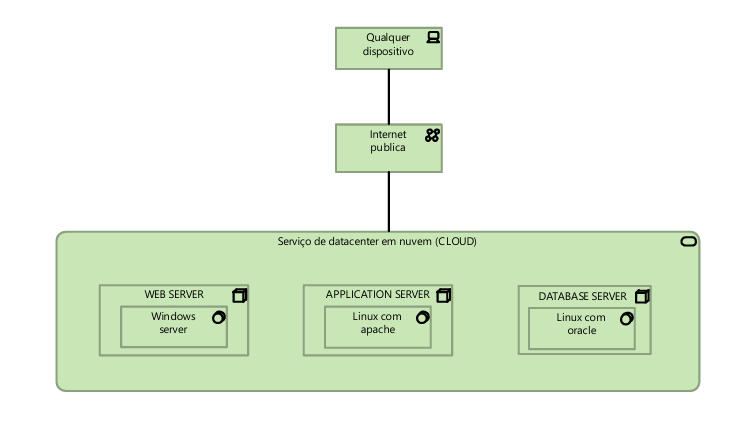 Qualquer
dispositivo
Internet
publica
Serviço de datacenter em nuvem (CLOUD)
WEB SERVER
Windows
server
APPLICATION SERVER
Linux com
apache
DATABASE SERVER
Linux com
oracle